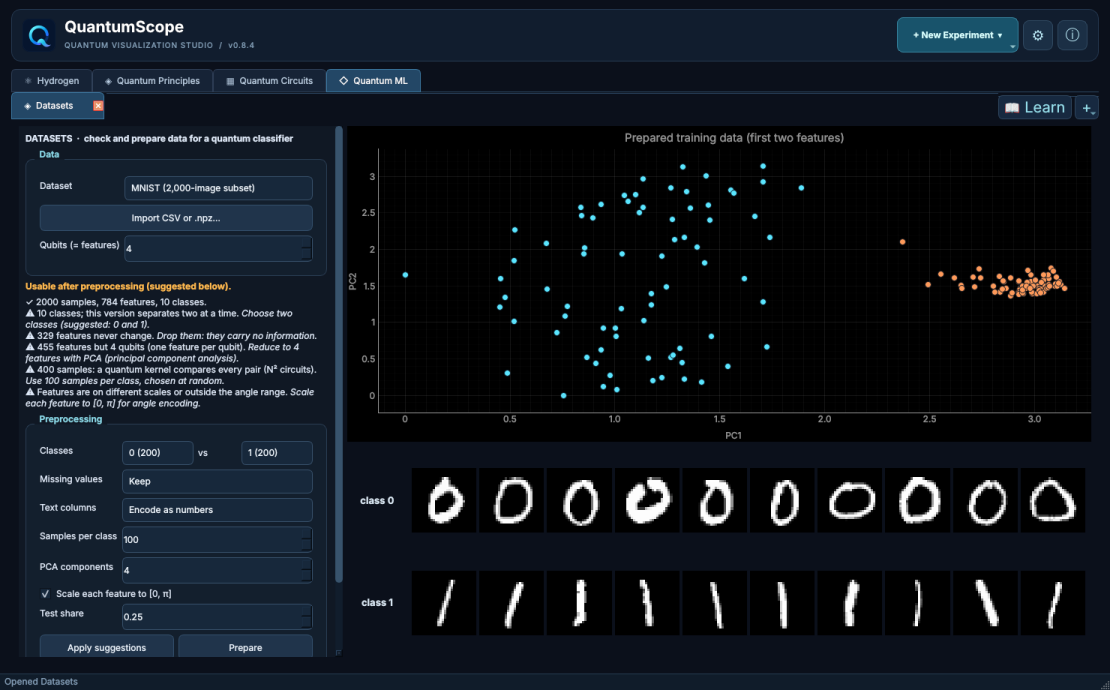 QuantumScope
QUANTUM VISUALIZATION STUDIO / v0.8.4
+ New Experiment ▾
Hydrogen
Quantum Principles
Quantum Circuits
Quantum ML
Datasets
Learn
+
DATASETS · check and prepare data for a quantum classifier
Data
Dataset
MNIST (2,000-image subset)
Import CSV or .npz...
Qubits (= features)
4
Usable after preprocessing (suggested below).
✓ 2000 samples, 784 features, 10 classes.
⚠ 10 classes; this version separates two at a time. Choose two
classes (suggested: 0 and 1).
⚠ 329 features never change. Drop them: they carry no information.
⚠ 455 features but 4 qubits (one feature per qubit). Reduce to 4
features with PCA (principal component analysis).
⚠ 400 samples: a quantum kernel compares every pair (N² circuits).
Use 100 samples per class, chosen at random.
⚠ Features are on different scales or outside the angle range. Scale
each feature to [0, π] for angle encoding.
Preprocessing
Classes
0 (200)
vs
1 (200)
Missing values
Keep
Text columns
Encode as numbers
Samples per class
100
PCA components
4
✓ Scale each feature to [0, π]
Test share
0.25
Apply suggestions
Prepare
Prepared training data (first two features)
PC2
3
2.5
2
1.5
1
0.5
0
0
0.5
1.0
1.5
2.0
2.5
3.0
PC1
class 0
class 1
Opened Datasets